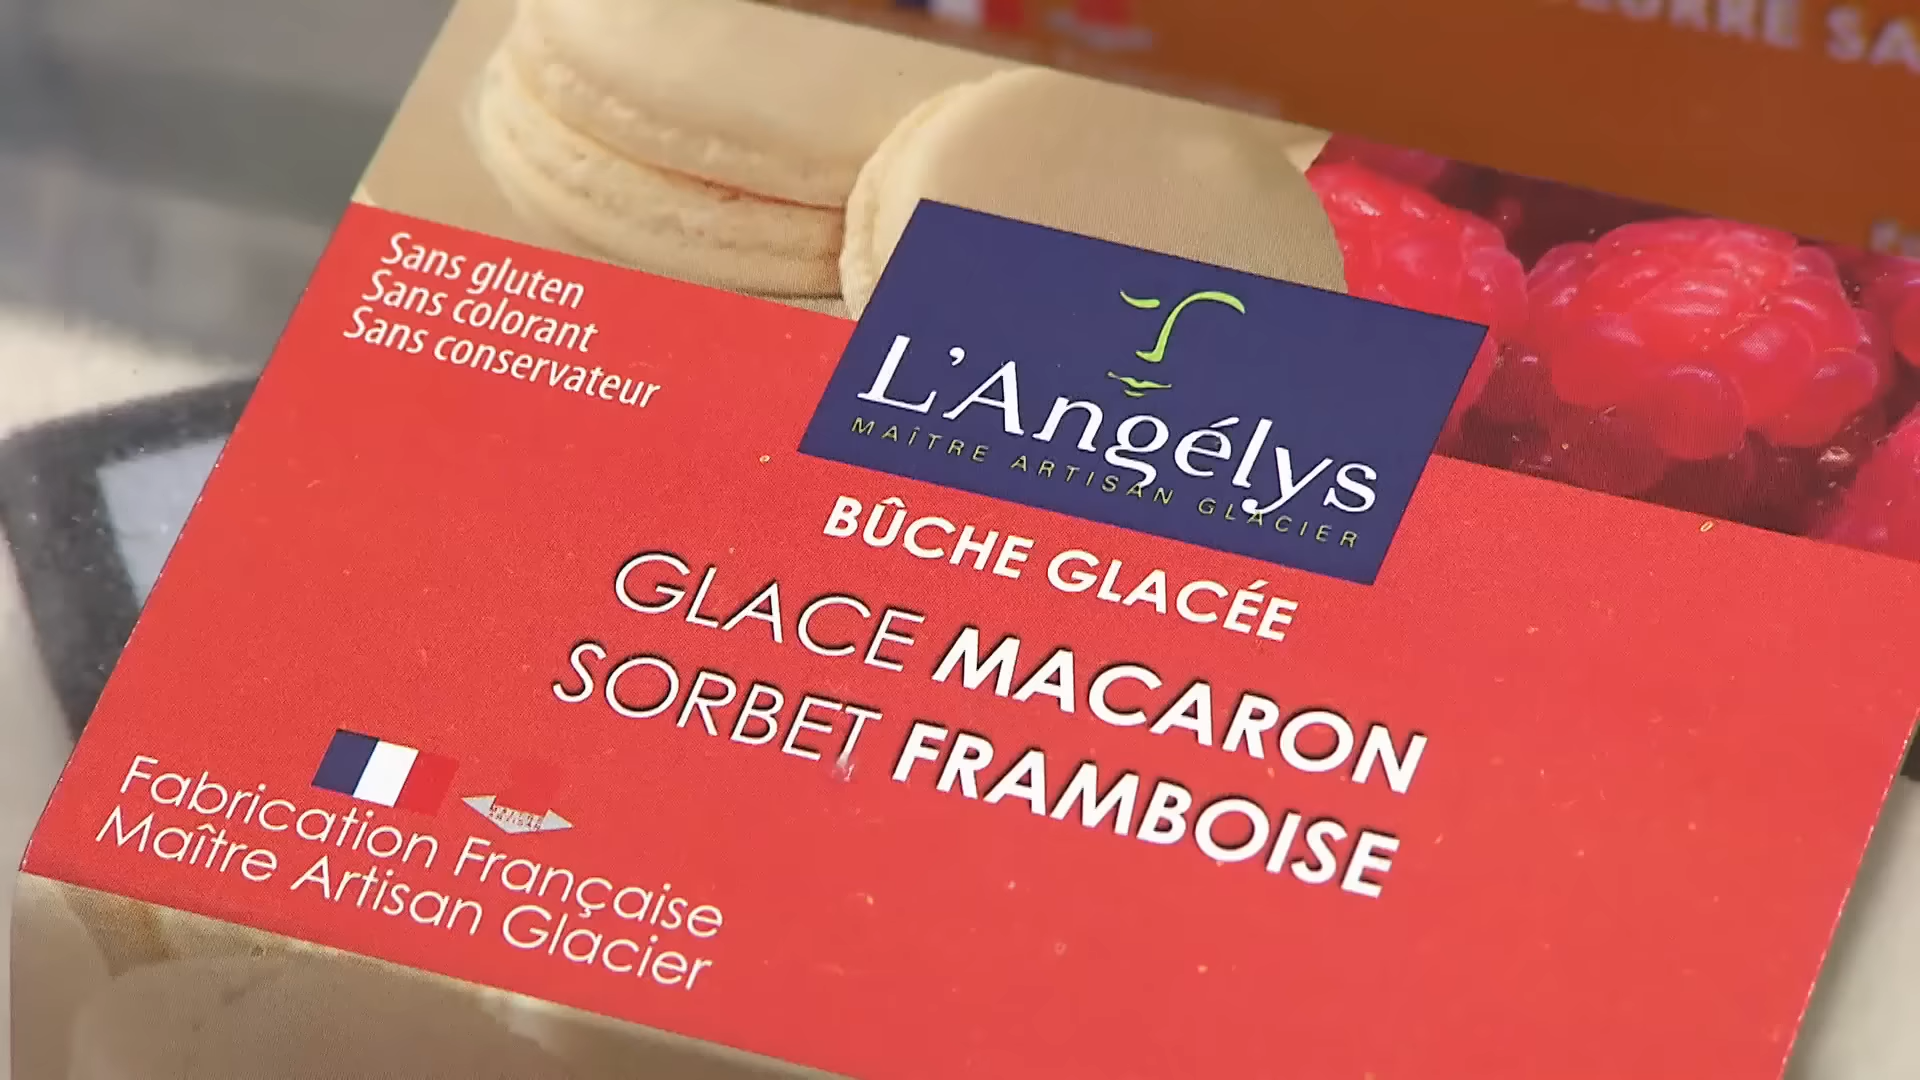 Sans gluten
Sans colorant
Sans conservateur
L'Angélys
MAÎTRE ARTISAN GLACIER
BÛCHE GLACÉE
GLACE MACARON
SORBET FRAMBOISE
Fabrication Française
Maître Artisan Glacier